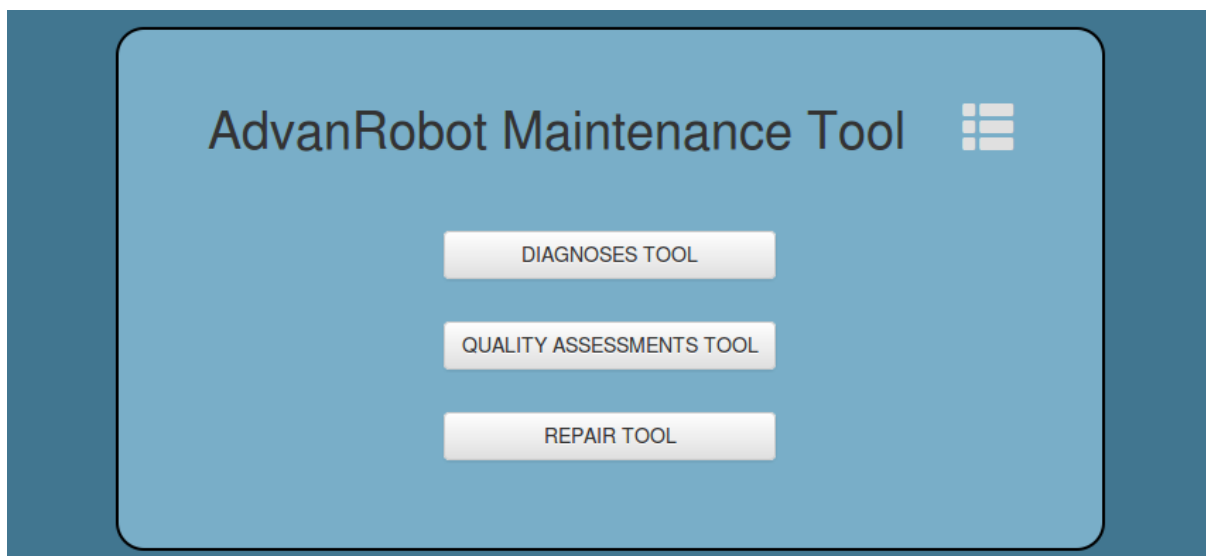 AdvanRobot Maintenance Tool
DIAGNOSES TOOL
QUALITY ASSESSMENTS TOOL
REPAIR TOOL